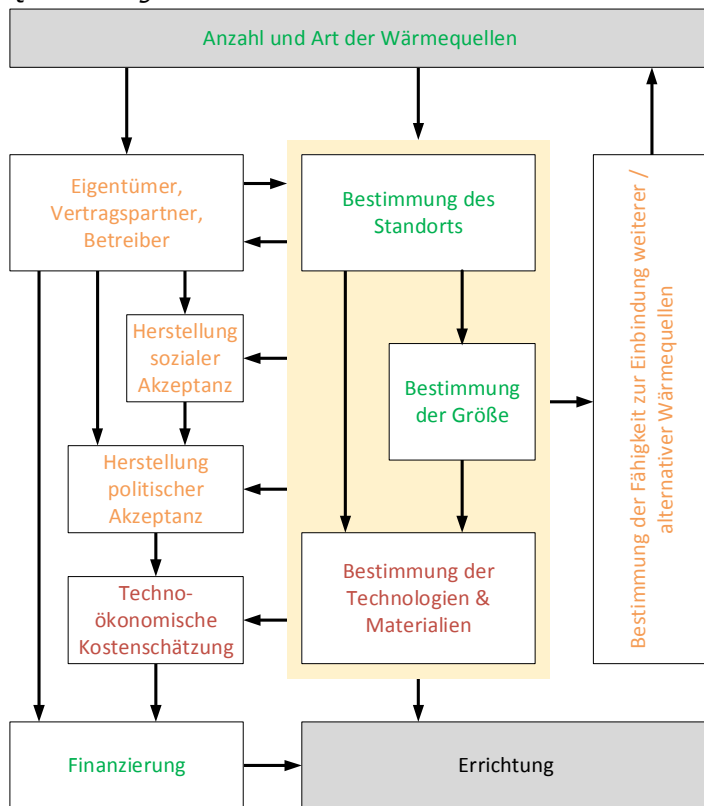 Anzahl und Art der Wärmequellen
Eigentümer,
Vertragspartner,
Betreiber
Bestimmung des
Standorts
Herstellung
sozialer
Akzeptanz
Bestimmung
der Größe
Bestimmung der Fähigkeit zur Einbindung weiterer /
alternativer Wärmequellen
Herstellung
politischer
Akzeptanz
Techno-
ökonomische
Kostenschätzung
Bestimmung der
Technologien &
Materialien
Finanzierung
Errichtung